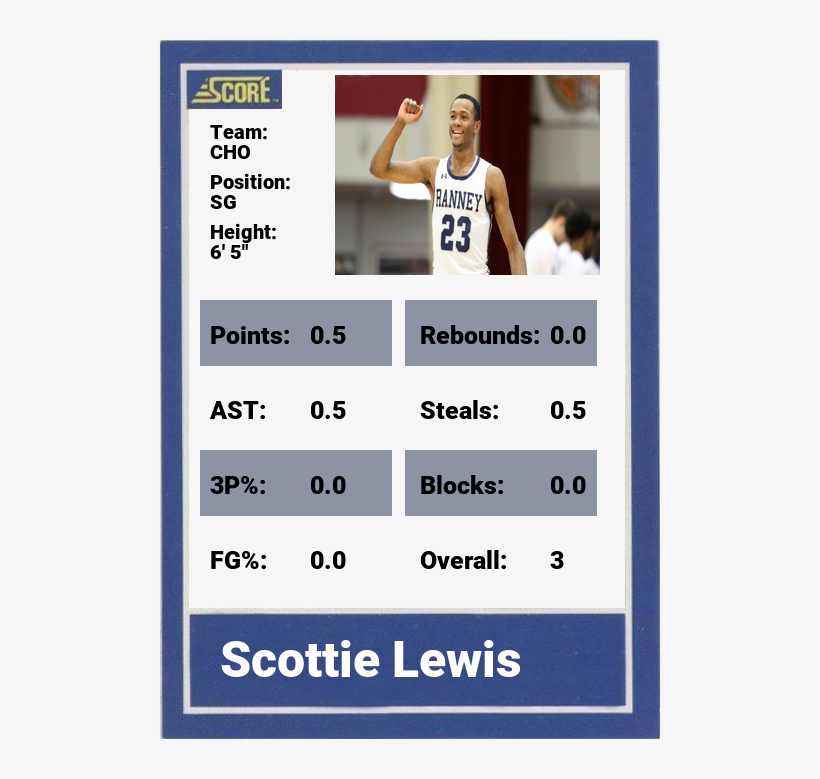 SCORE
Team:
CHO
Position:
SG
Height:
6' 5"
RANNEY
23
Points: 0.5 Rebounds: 0.0
AST: 0.5 Steals: 0.5
3P%: 0.0 Blocks: 0.0
FG%: 0.0 Overall: 3
Scottie Lewis